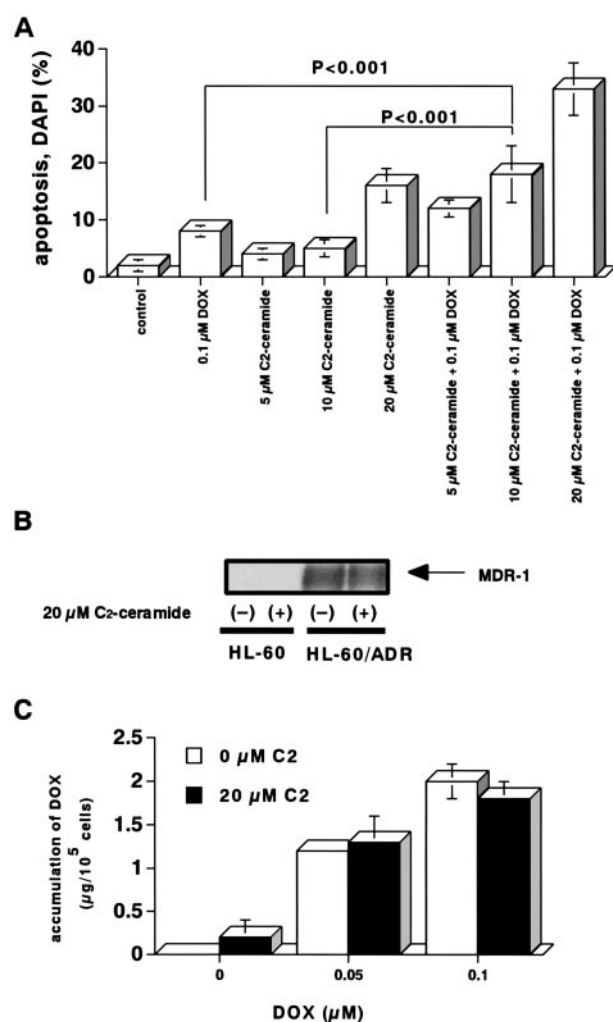 A
apoptosis, DAPI (%)
40
30
20
10
0
P<0.001
P<0.001
control
0.1 µM DOX
5 µM C2-ceramide
10 µM C2-ceramide
20 µM C2-ceramide
5 µM C2-ceramide + 0.1 µM DOX
10 µM C2-ceramide + 0.1 µM DOX
20 µM C2-ceramide + 0.1 µM DOX
B
MDR-1
20 µM C2-ceramide (–) (+) (–) (+)
HL-60 HL-60/ADR
C
accumulation of DOX
(µg/10^5 cells)
2.5
2
1.5
1
0.5
0
0 µM C2
20 µM C2
0 0.05 0.1
DOX (µM)